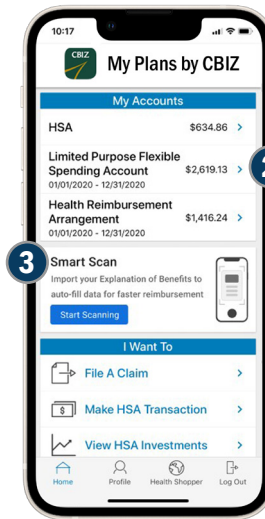 10:17
CBIZ
My Plans by CBIZ
My Accounts
HSA $634.86
Limited Purpose Flexible
Spending Account $2,619.13
01/01/2020 - 12/31/2020
2
Health Reimbursement
Arrangement $1,416.24
01/01/2020 - 12/31/2020
3
Smart Scan
Import your Explanation of Benefits to
auto-fill data for faster reimbursement
Start Scanning
I Want To
File A Claim
$ Make HSA Transaction
View HSA Investments
Home Profile Health Shopper Log Out